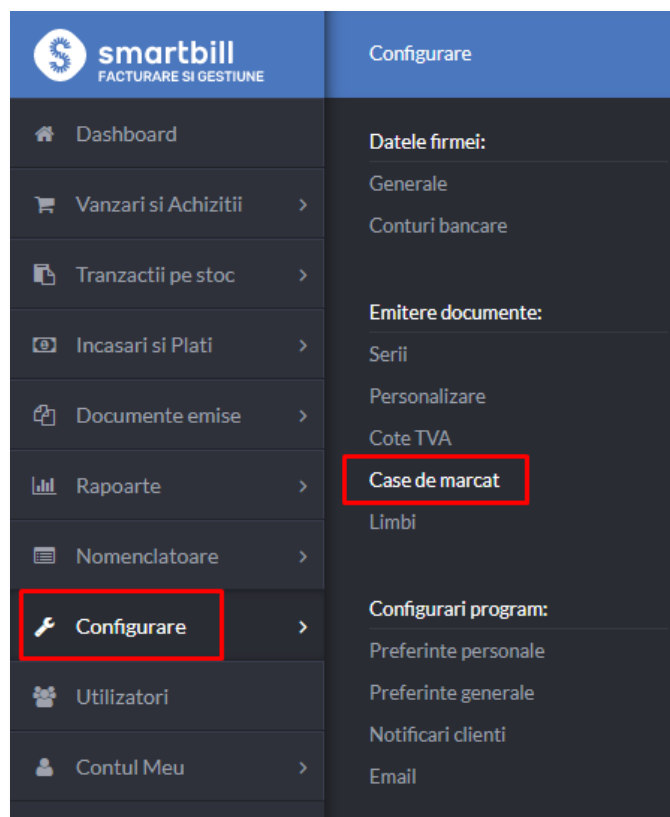 smartbill
FACTURARE SI GESTIUNE
Dashboard
Vanzari si Achizitii
Tranzactii pe stoc
Incasari si Plati
Documente emise
Rapoarte
Nomenclatoare
Configurare
Utilizatori
Contul Meu
Configurare
Datele firmei:
Generale
Conturi bancare
Emitere documente:
Serii
Personalizare
Cote TVA
Case de marcat
Limbi
Configurari program:
Preferinte personale
Preferinte generale
Notificari clienti
Email